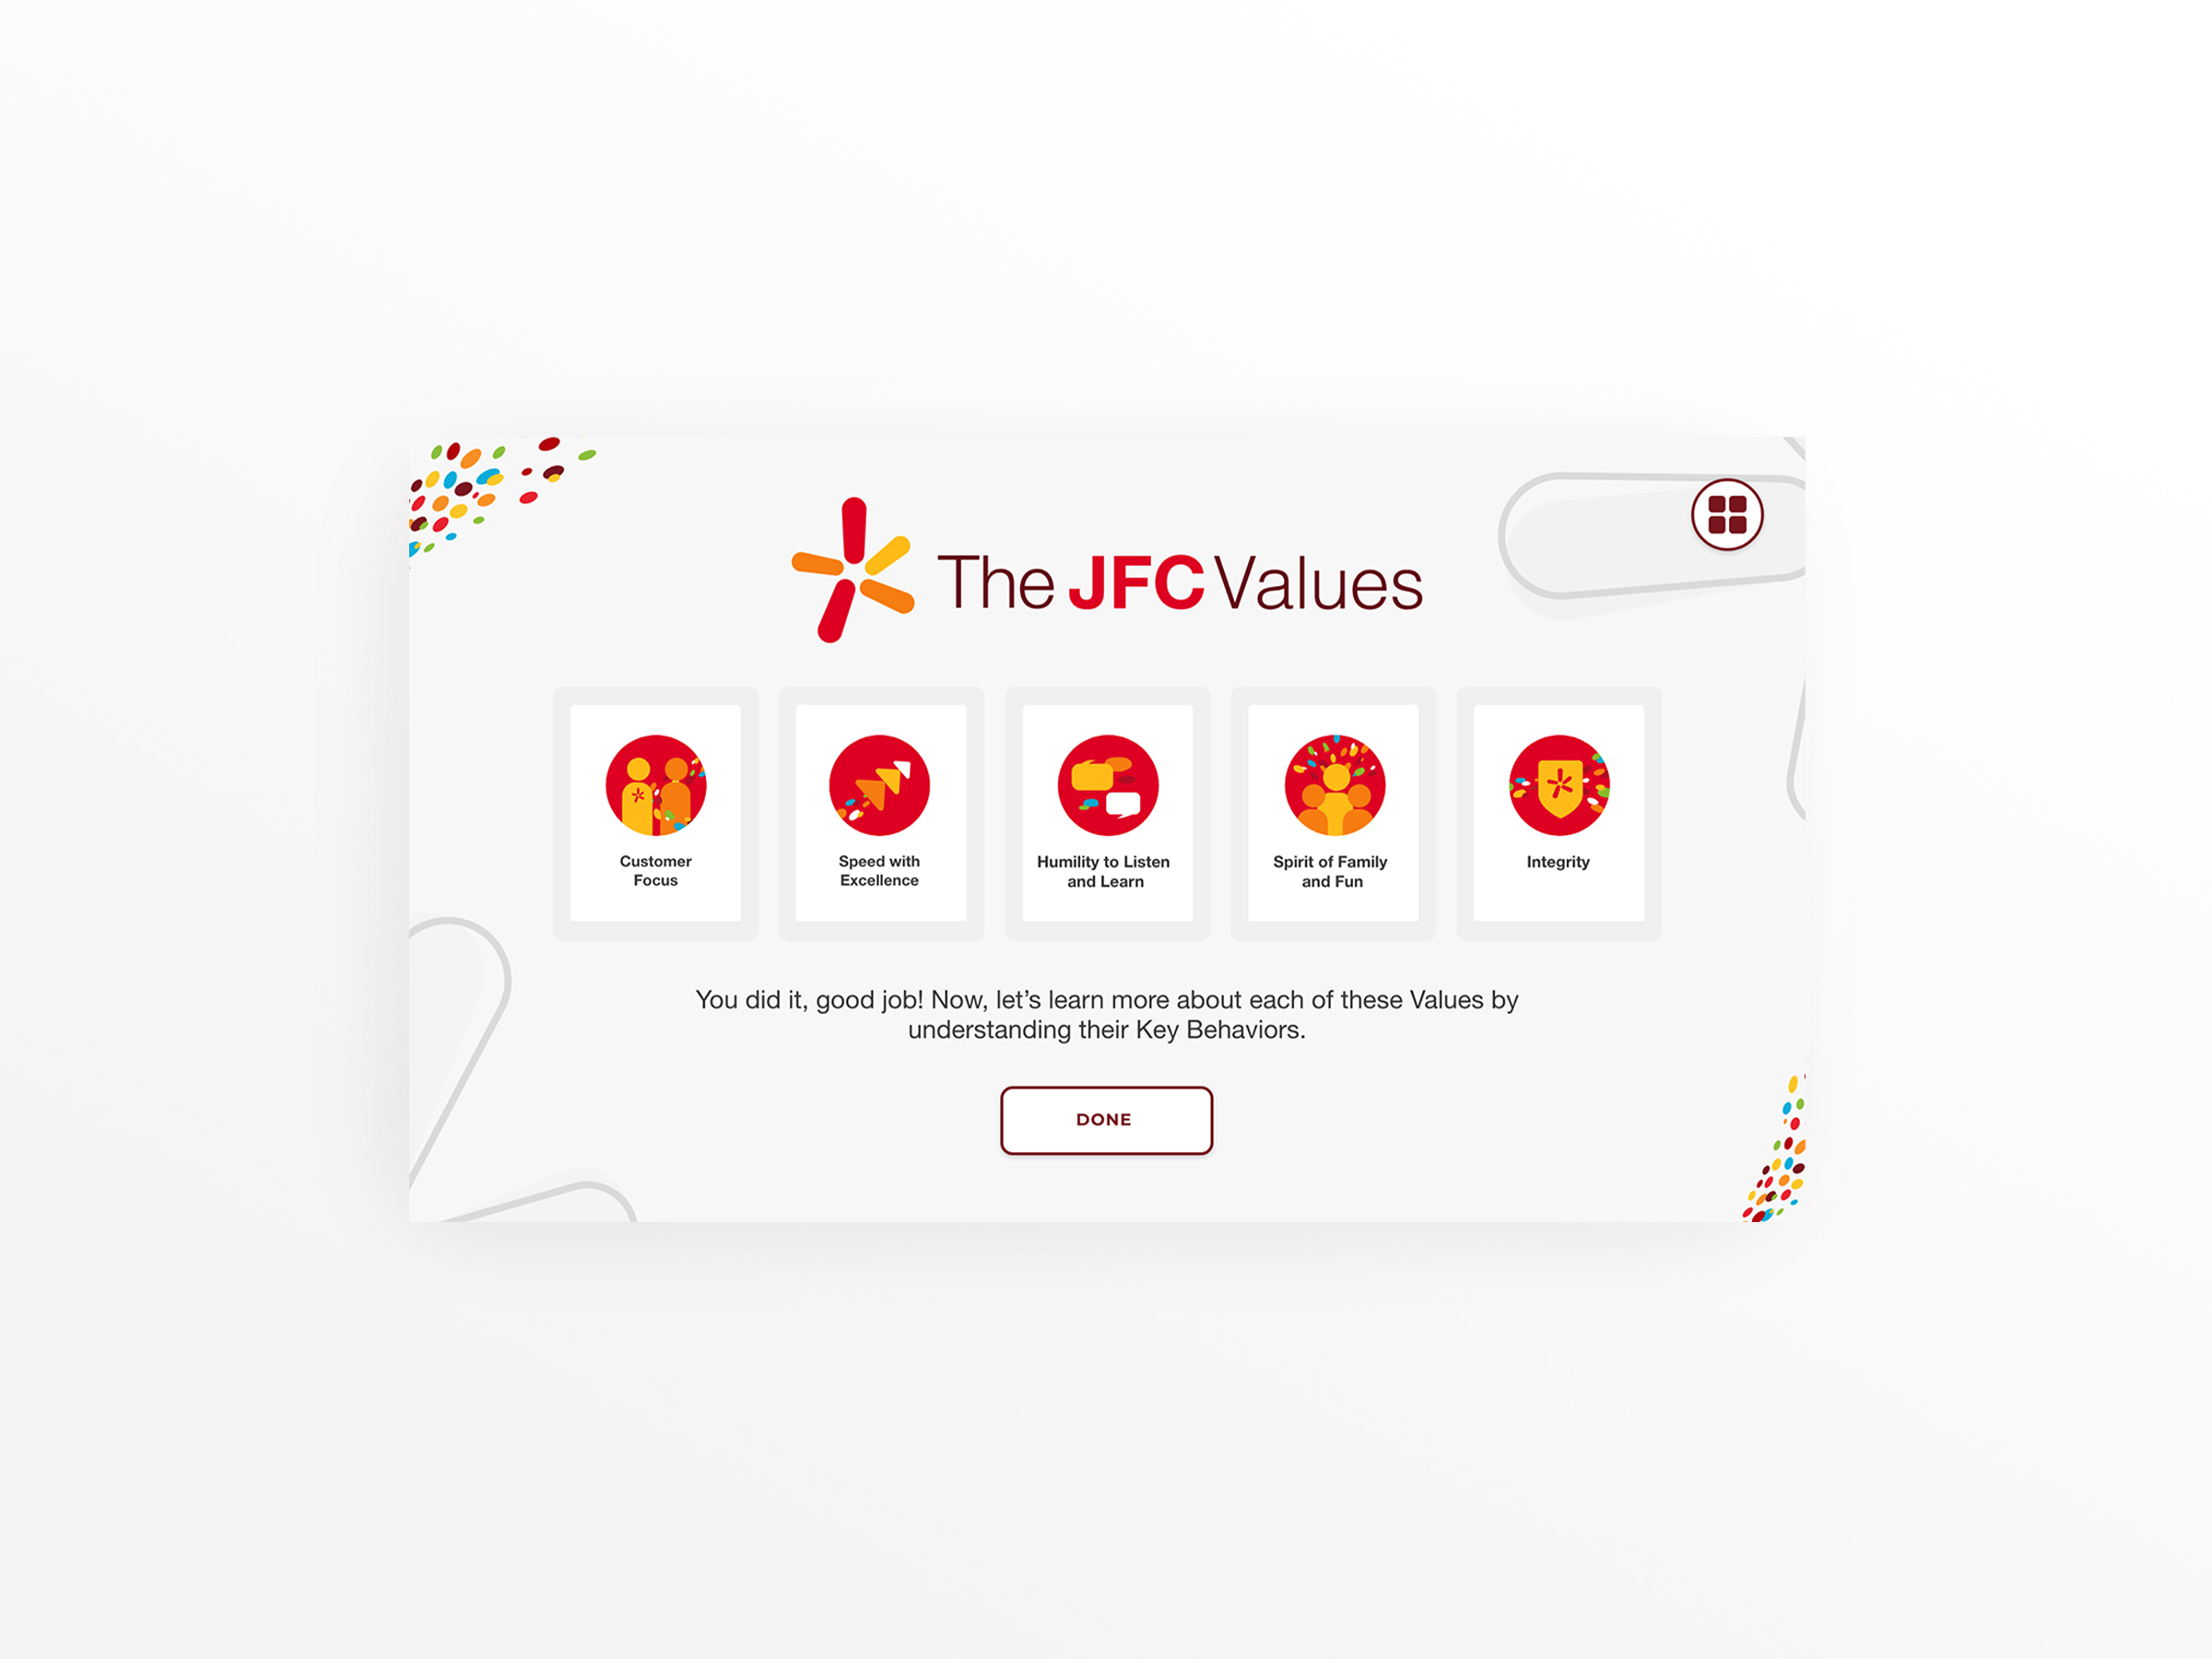 The JFC Values
Customer
Focus
Speed with
Excellence
Humility to Listen
and Learn
Spirit of Family
and Fun
Integrity
You did it, good job! Now, let’s learn more about each of these Values by
understanding their Key Behaviors.
DONE